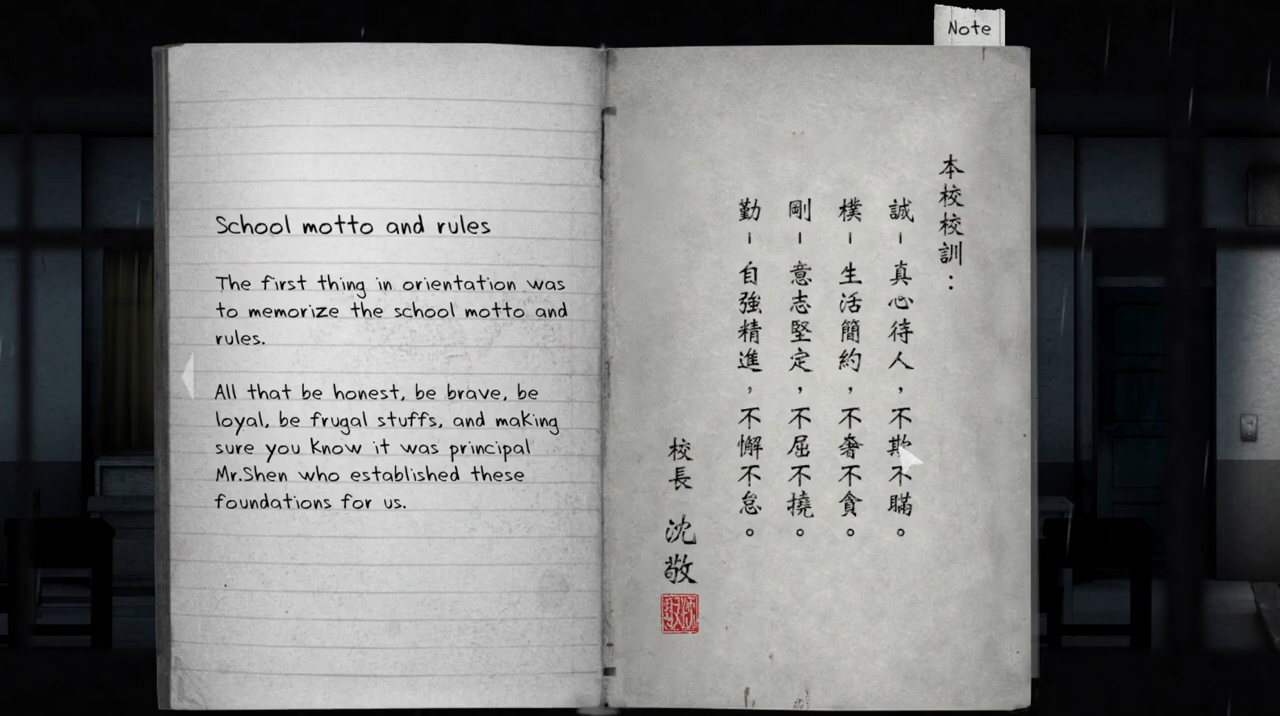 Note
School motto and rules
The first thing in orientation was
to memorize the school motto and
rules.
All that be honest, be brave, be
loyal, be frugal stuffs, and making
sure you know it was principal
Mr.Shen who established these
foundations for us.
本校校訓：
誠－真心待人，不欺不瞞。
樸－生活簡約，不奢不貪。
剛－意志堅定，不屈不撓。
勤－自強精進，不懈不怠。
校長 沈敬